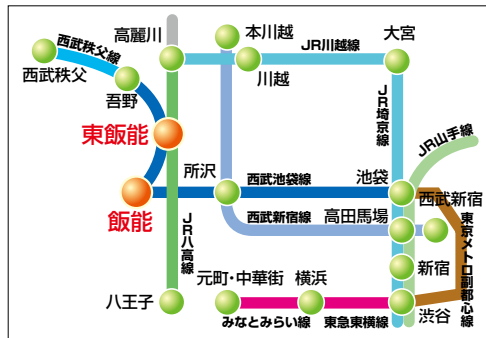 高麗川
本川越
大宮
西武秩父線
JR川越線
西武秩父
川越
吾野
JR埼京線
JR山手線
東飯能
所沢
池袋
西武池袋線
西武新宿
飯能
西武新宿線
高田馬場
JR八高線
東京メトロ副都心線
新宿
八王子
元町・中華街
横浜
渋谷
みなとみらい線
東急東横線